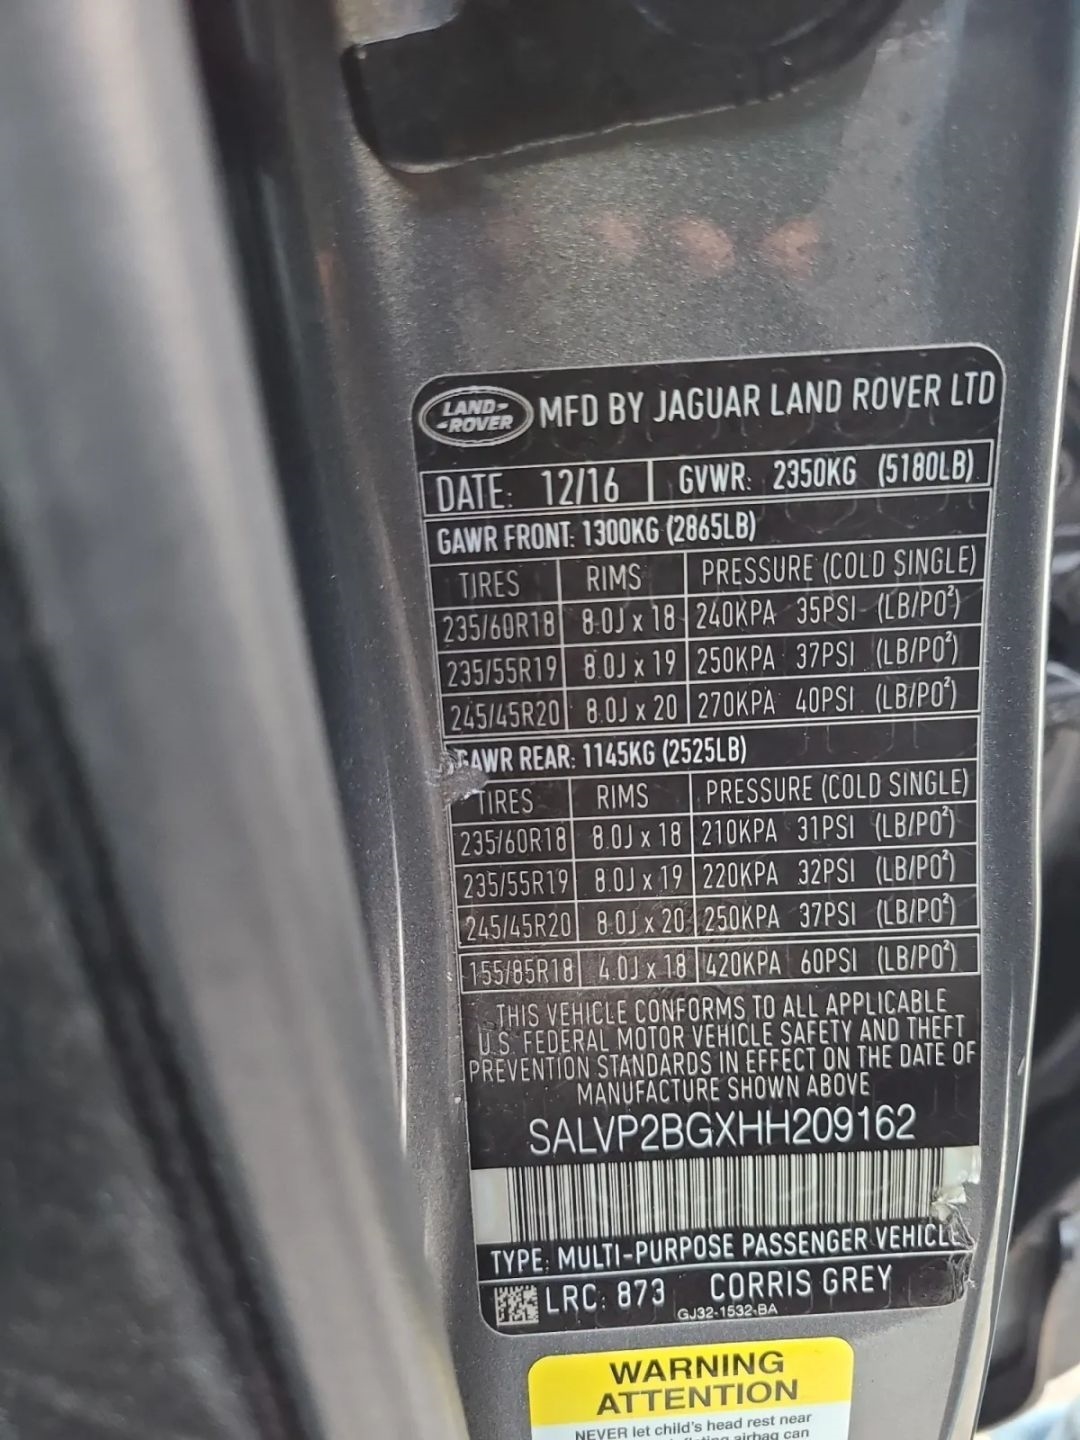 LAND-
-ROVER
MFD BY JAGUAR LAND ROVER LTD
DATE: 12/16 GVWR: 2350KG (5180LB)
GAWR FRONT: 1300KG (2865LB)
TIRES RIMS PRESSURE (COLD SINGLE)
235/60R18 8.0J x 18 240KPA 35PSI (LB/PO²)
235/55R19 8.0J x 19 250KPA 37PSI (LB/PO²)
245/45R20 8.0J x 20 270KPA 40PSI (LB/PO²)
GAWR REAR: 1145KG (2525LB)
TIRES RIMS PRESSURE (COLD SINGLE)
235/60R18 8.0J x 18 210KPA 31PSI (LB/PO²)
235/55R19 8.0J x 19 220KPA 32PSI (LB/PO²)
245/45R20 8.0J x 20 250KPA 37PSI (LB/PO²)
155/85R18 4.0J x 18 420KPA 60PSI (LB/PO²)
THIS VEHICLE CONFORMS TO ALL APPLICABLE
U.S. FEDERAL MOTOR VEHICLE SAFETY AND THEFT
PREVENTION STANDARDS IN EFFECT ON THE DATE OF
MANUFACTURE SHOWN ABOVE
SALVP2BGXHH209162
TYPE: MULTI-PURPOSE PASSENGER VEHICLE
LRC: 873 CORRIS GREY
GJ32-1532-BA
WARNING
ATTENTION
NEVER let child's head rest near
airbag can